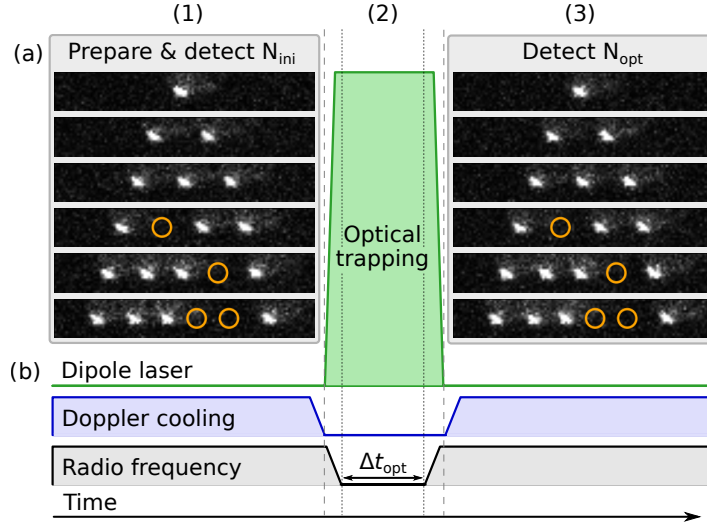 (1) (2) (3)
(a) Prepare & detect N_ini
Detect N_opt
Optical
trapping
(b) Dipole laser
Doppler cooling
Radio frequency
Δt_opt
Time